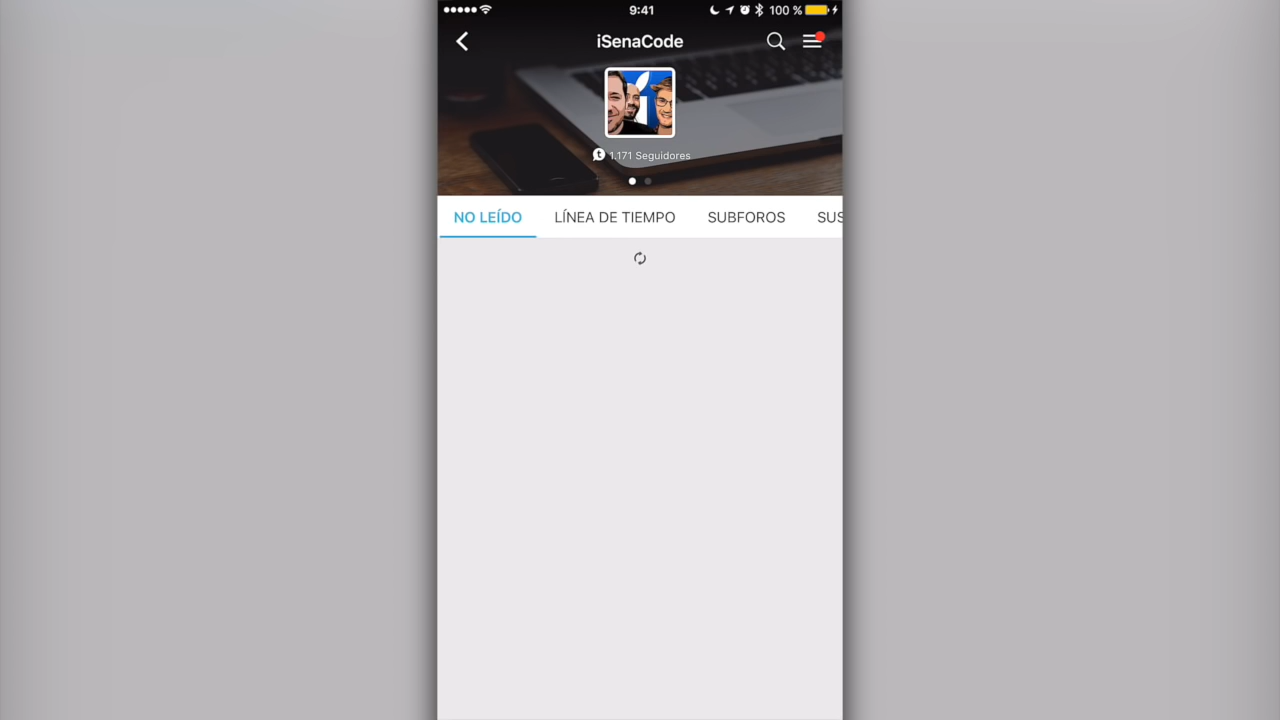 9:41
100 %
iSenaCode
1.171 Seguidores
NO LEÍDO
LÍNEA DE TIEMPO
SUBFOROS
SUS